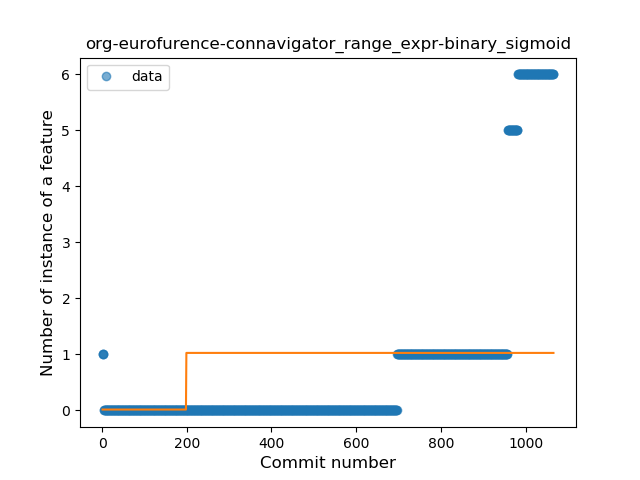 org-eurofurence-connavigator_range_expr-binary_sigmoid
data
Number of instance of a feature
6
5
4
3
2
1
0
0 200 400 600 800 1000
Commit number